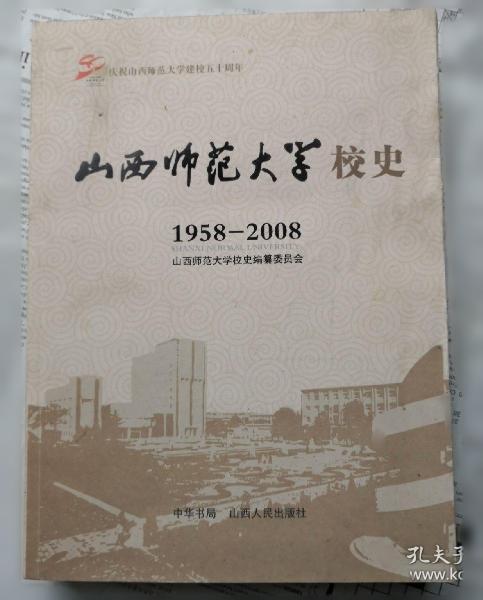 庆祝山西师范大学建校五十周年
山西师范大学校史
1958-2008
SHANXI NORMAL UNIVERSITY
山西师范大学校史编纂委员会
中华书局 山西人民出版社
孔夫子
www.kc